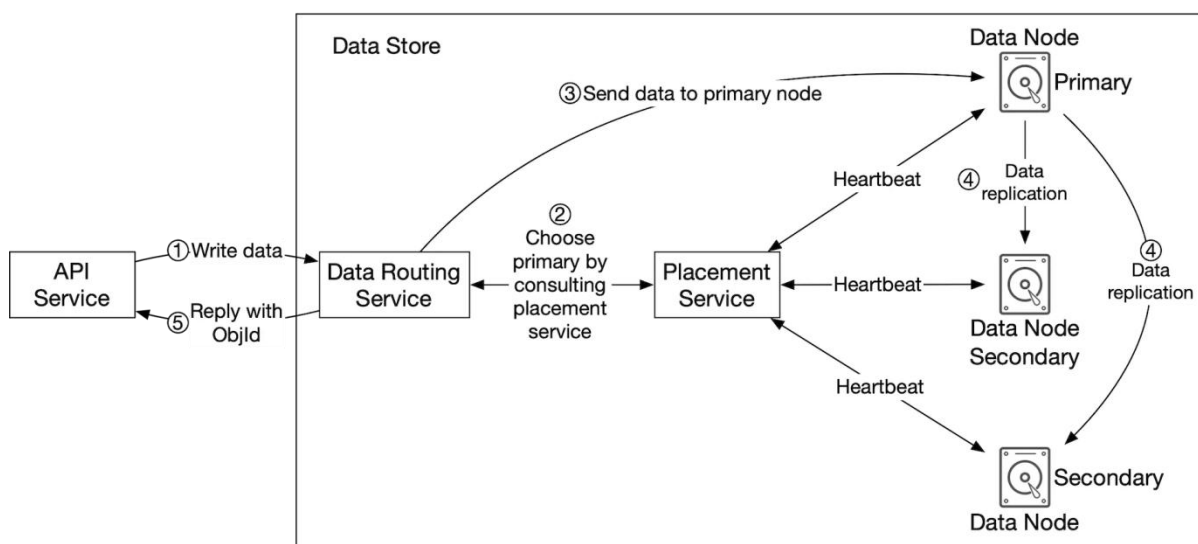 Data Store
Data Node
Primary
③Send data to primary node
Heartbeat
④ Data
replication
②
Choose
primary by
consulting
placement
service
①Write data
API
Service
Data Routing
Service
Placement
Service
Heartbeat
④
Data
replication
⑤ Reply with
ObjId
Data Node
Secondary
Heartbeat
Secondary
Data Node